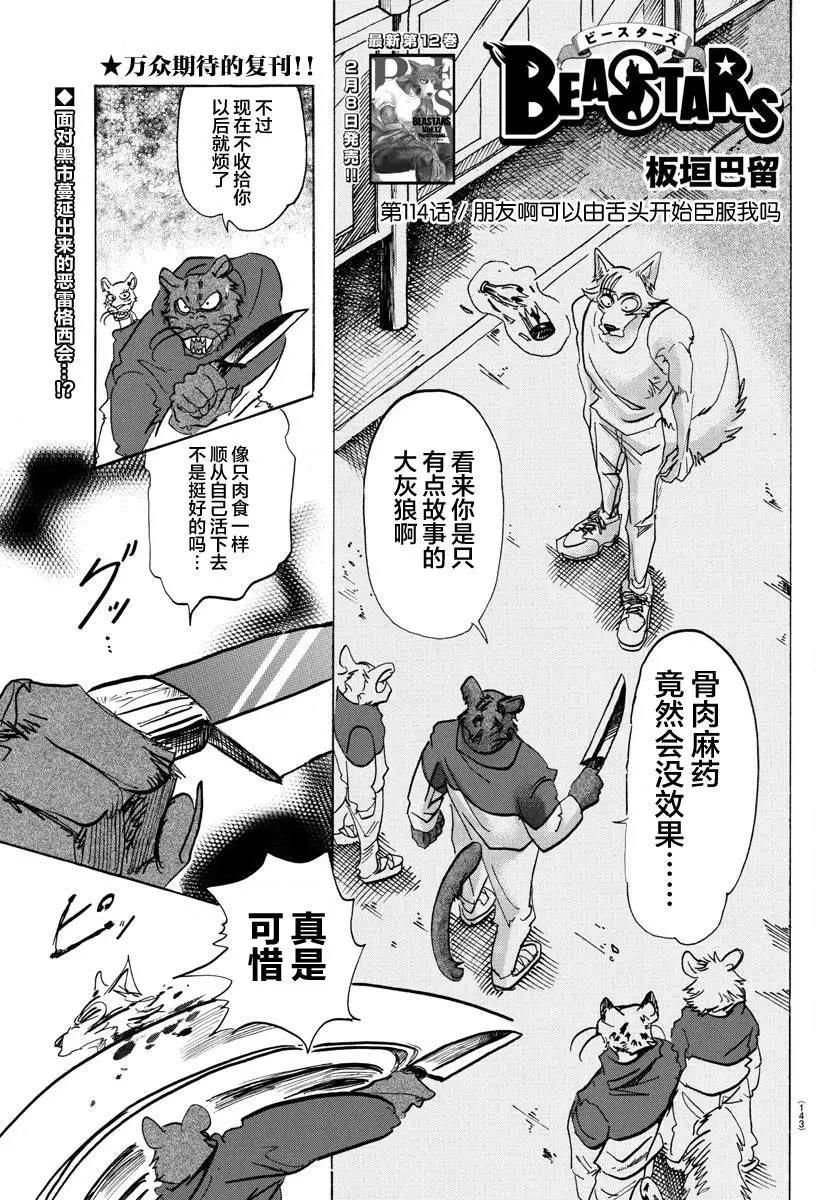 ビースターズ
BEASTARS
板垣巴留
第114话/朋友啊可以由舌头开始臣服我吗
最新第12巻
2月8日発売!!
BEASTARS
Vol.12
骨肉麻药
竟然会没效果……
看来你是只
有点故事的
大灰狼啊
★万众期待的复刊!!
◆面对黑市蔓延出来的恶雷格西会…!?
不过
现在不收拾你
以后就烦了
像只肉食一样
顺从自己活下去
不是挺好的吗…
グッ
真是
可惜
ピッ
(143)